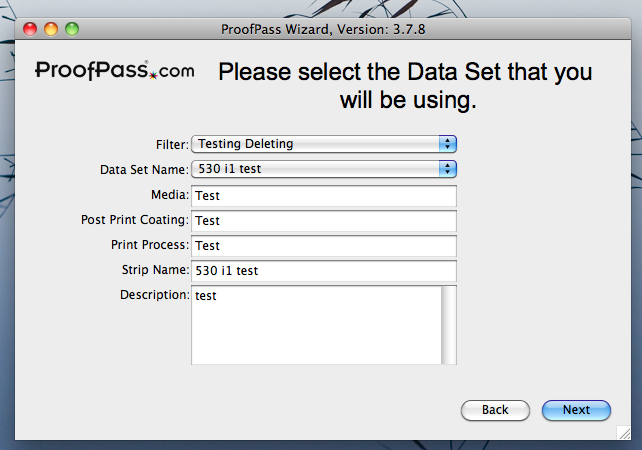 ProofPass Wizard, Version: 3.7.8
ProofPass.com
Please select the Data Set that you
will be using.
Filter: Testing Deleting
Data Set Name: 530 i1 test
Media: Test
Post Print Coating: Test
Print Process: Test
Strip Name: 530 i1 test
Description: test
Back Next